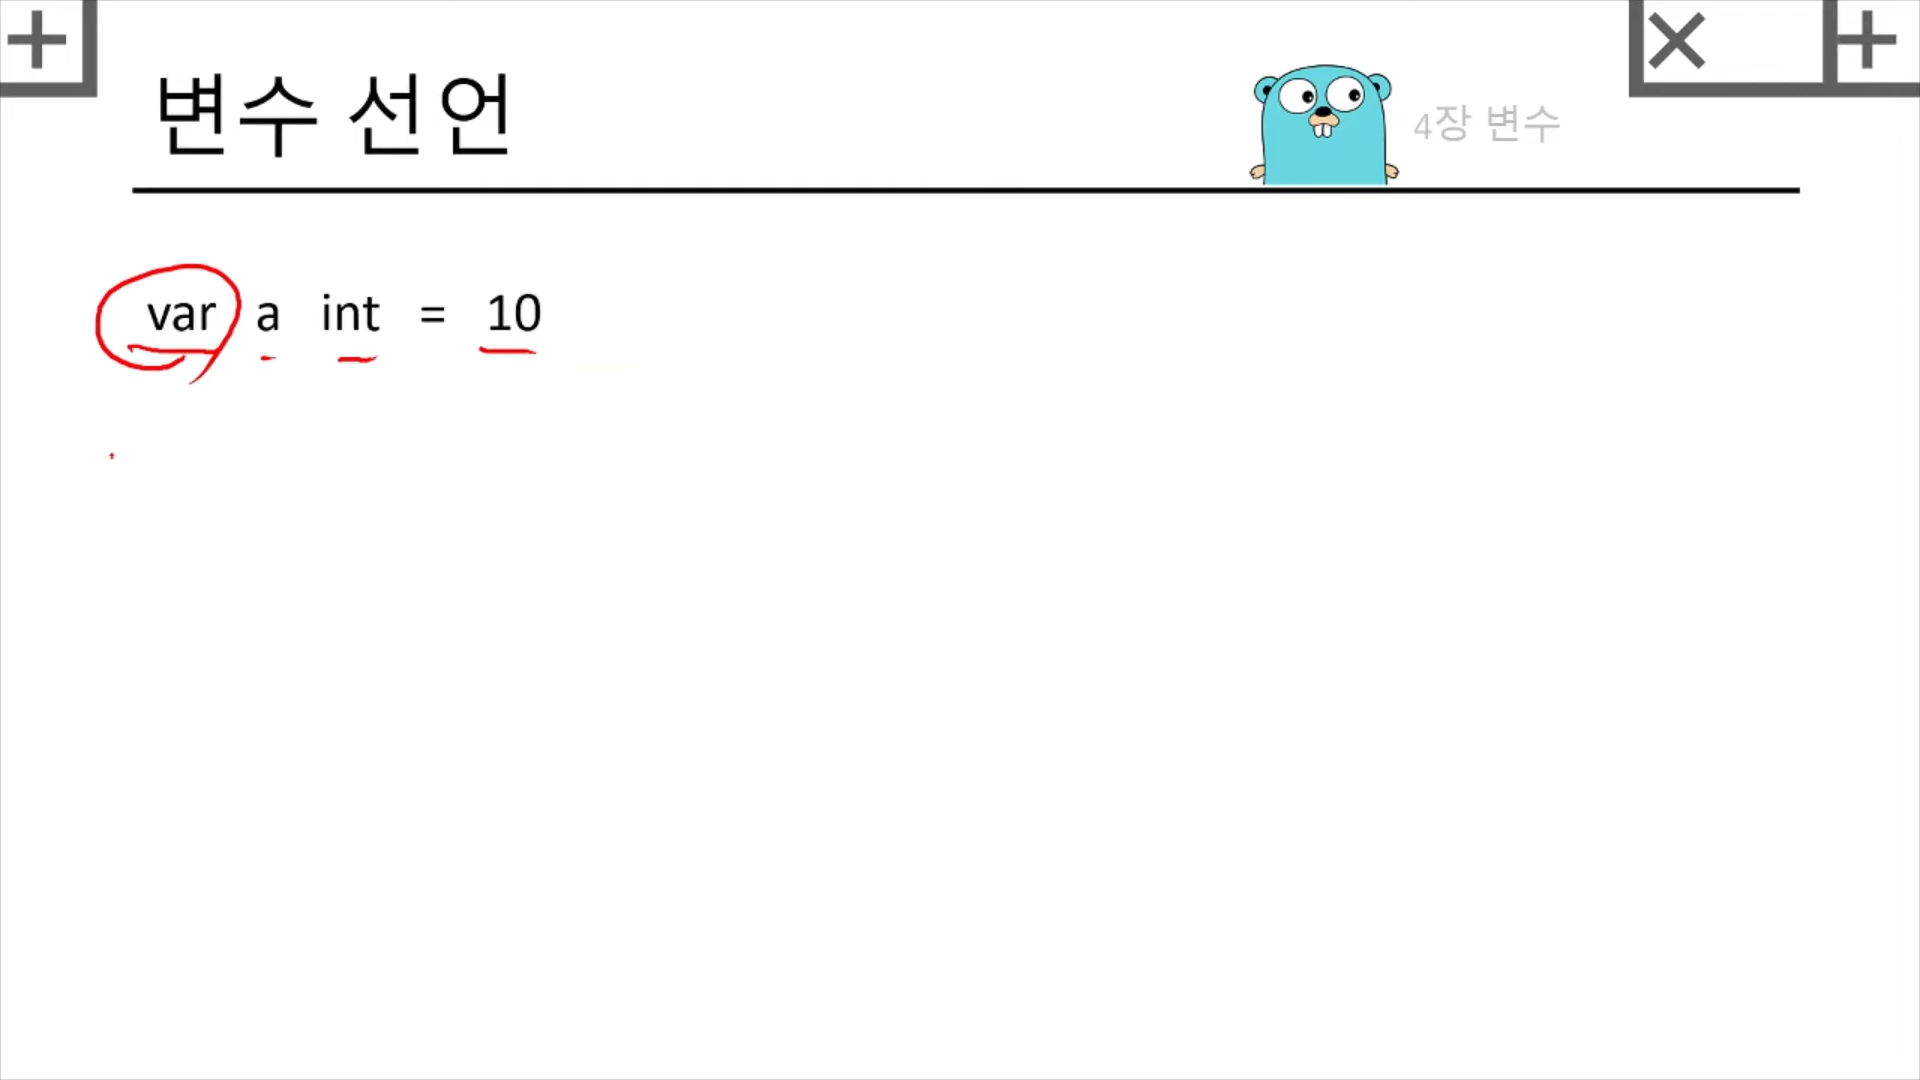 변수 선언
4장 변수
var a int = 10